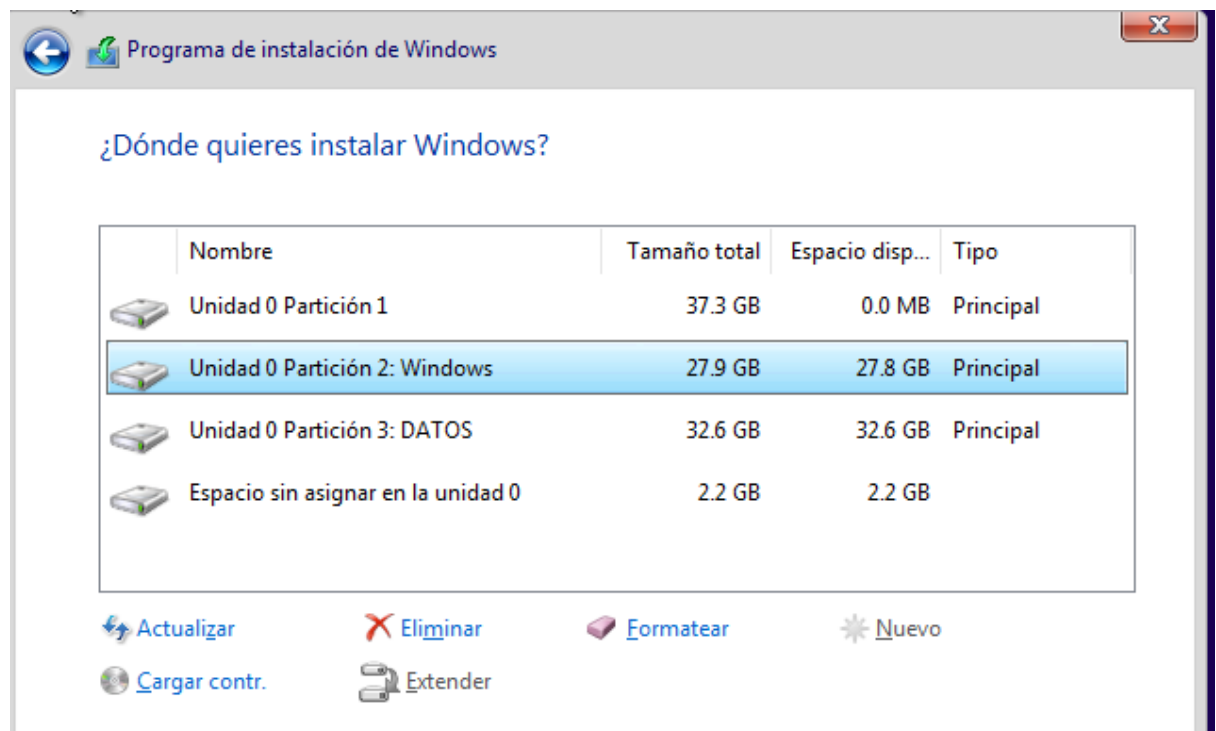 Programa de instalación de Windows
¿Dónde quieres instalar Windows?
Nombre Tamaño total Espacio disp... Tipo
Unidad 0 Partición 1 37.3 GB 0.0 MB Principal
Unidad 0 Partición 2: Windows 27.9 GB 27.8 GB Principal
Unidad 0 Partición 3: DATOS 32.6 GB 32.6 GB Principal
Espacio sin asignar en la unidad 0 2.2 GB 2.2 GB
Actualizar Eliminar Formatear Nuevo
Cargar contr. Extender